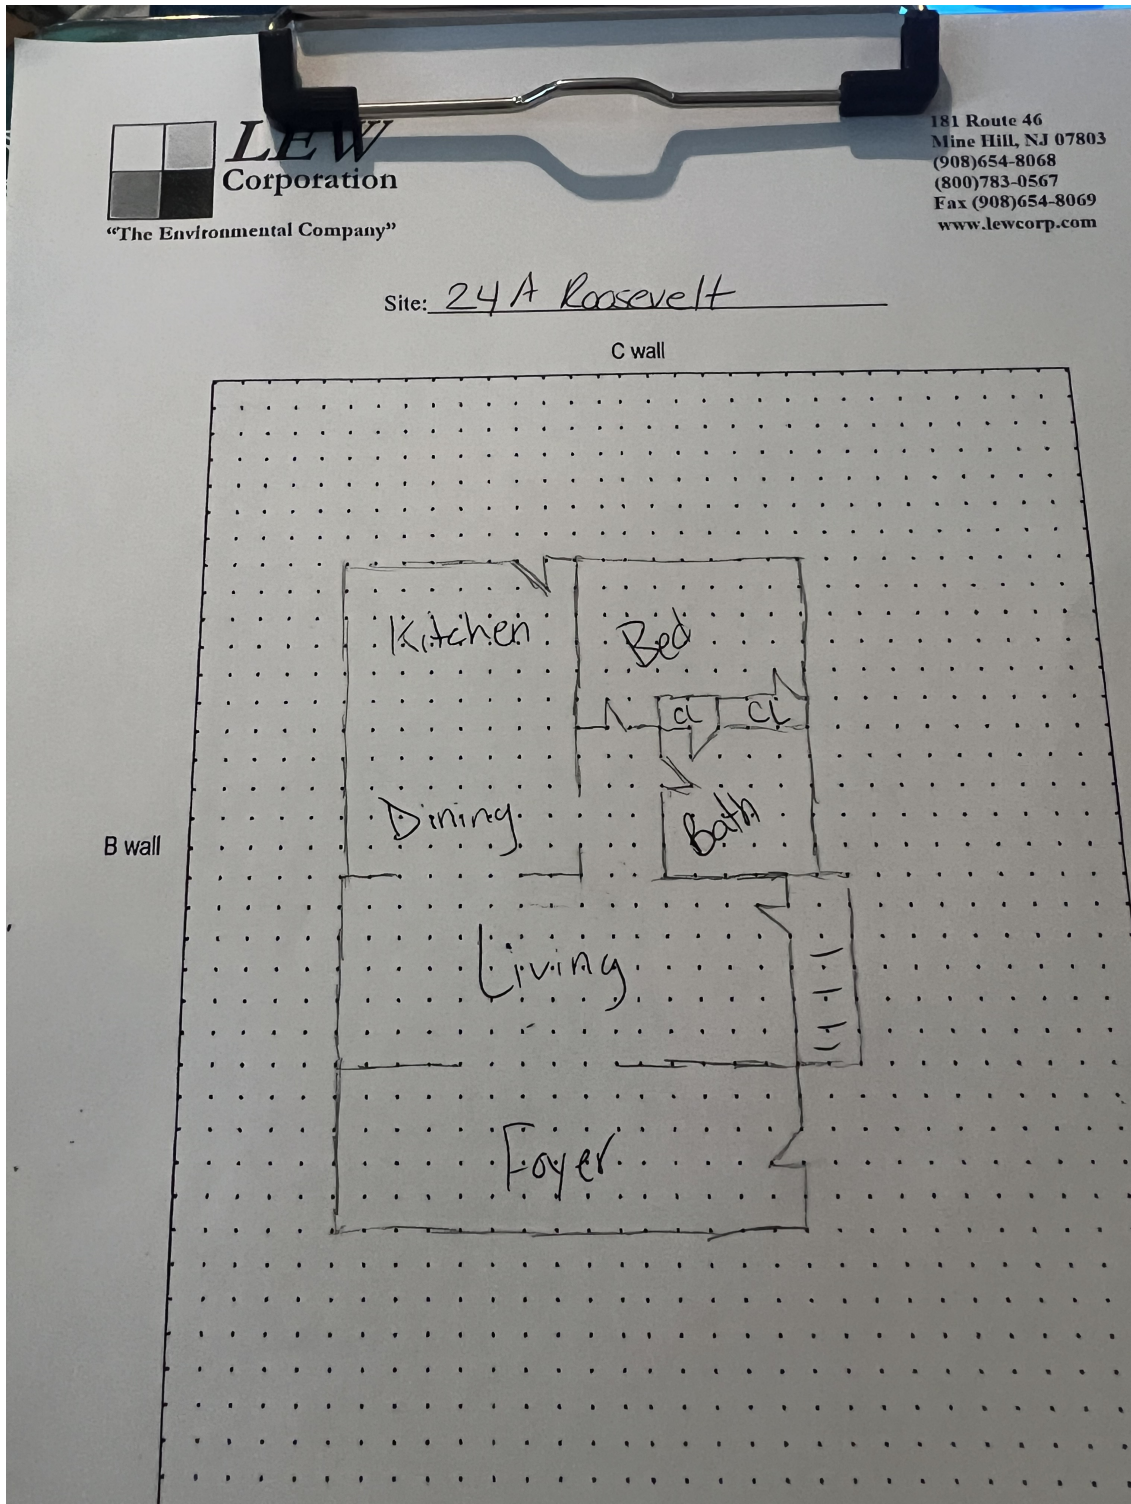 LEW
Corporation
"The Environmental Company"
181 Route 46
Mine Hill, NJ 07803
(908)654-8068
(800)783-0567
Fax (908)654-8069
www.lewcorp.com
Site: 24 A Roosevelt
C wall
Kitchen
Bed
CL
CL
Dining
Bath
B wall
Living
Foyer